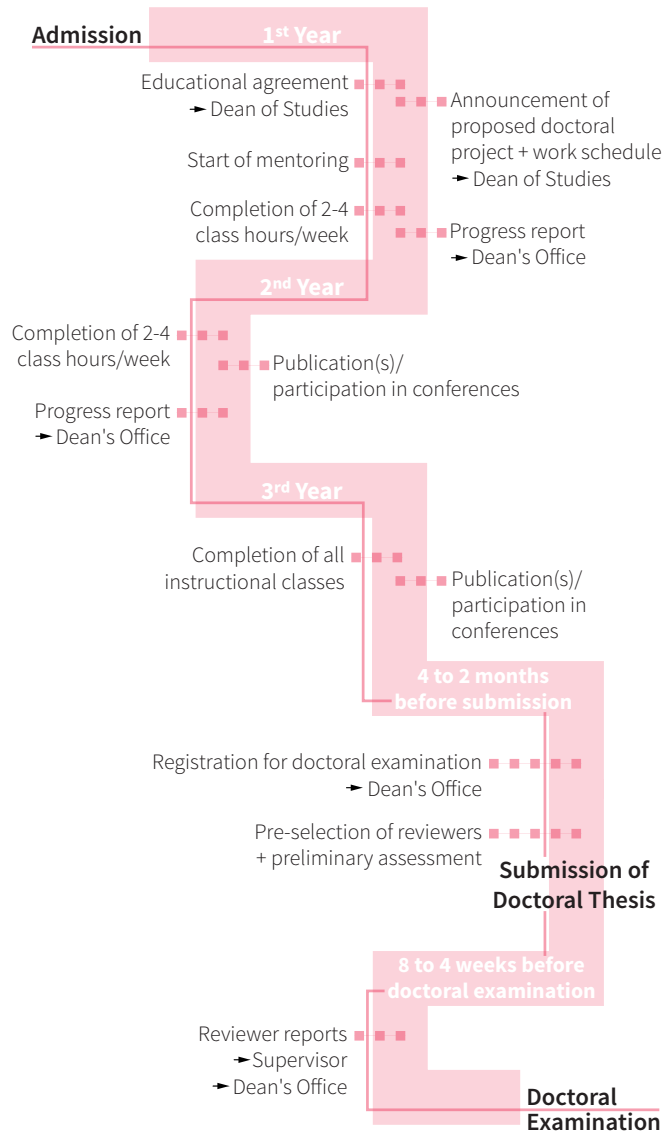 Admission
1st Year
Educational agreement
→ Dean of Studies
Announcement of
proposed doctoral
project + work schedule
→ Dean of Studies
Start of mentoring
Completion of 2-4
class hours/week
Progress report
→ Dean's Office
2nd Year
Completion of 2-4
class hours/week
Publication(s)/
participation in conferences
Progress report
→ Dean's Office
3rd Year
Completion of all
instructional classes
Publication(s)/
participation in
conferences
4 to 2 months
before submission
Registration for doctoral examination
→ Dean's Office
Pre-selection of reviewers
+ preliminary assessment
Submission of
Doctoral Thesis
8 to 4 weeks before
doctoral examination
Reviewer reports
→ Supervisor
→ Dean's Office
Doctoral
Examination